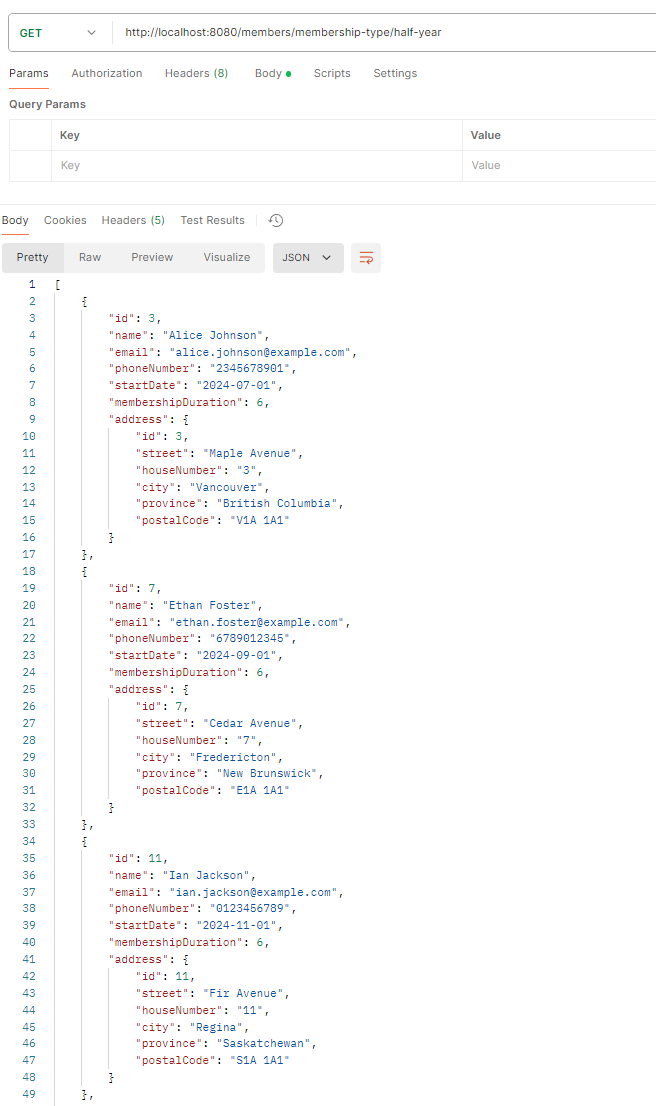 GET http://localhost:8080/members/membership-type/half-year
Params Authorization Headers (8) Body Scripts Settings
Query Params
Key Value
Key Value
Body Cookies Headers (5) Test Results
Pretty Raw Preview Visualize JSON
1 [
2 {
3 "id": 3,
4 "name": "Alice Johnson",
5 "email": "alice.johnson@example.com",
6 "phoneNumber": "2345678901",
7 "startDate": "2024-07-01",
8 "membershipDuration": 6,
9 "address": {
10 "id": 3,
11 "street": "Maple Avenue",
12 "houseNumber": "3",
13 "city": "Vancouver",
14 "province": "British Columbia",
15 "postalCode": "V1A 1A1"
16 }
17 },
18 {
19 "id": 7,
20 "name": "Ethan Foster",
21 "email": "ethan.foster@example.com",
22 "phoneNumber": "6789012345",
23 "startDate": "2024-09-01",
24 "membershipDuration": 6,
25 "address": {
26 "id": 7,
27 "street": "Cedar Avenue",
28 "houseNumber": "7",
29 "city": "Fredericton",
30 "province": "New Brunswick",
31 "postalCode": "E1A 1A1"
32 }
33 },
34 {
35 "id": 11,
36 "name": "Ian Jackson",
37 "email": "ian.jackson@example.com",
38 "phoneNumber": "0123456789",
39 "startDate": "2024-11-01",
40 "membershipDuration": 6,
41 "address": {
42 "id": 11,
43 "street": "Fir Avenue",
44 "houseNumber": "11",
45 "city": "Regina",
46 "province": "Saskatchewan",
47 "postalCode": "S1A 1A1"
48 }
49 },